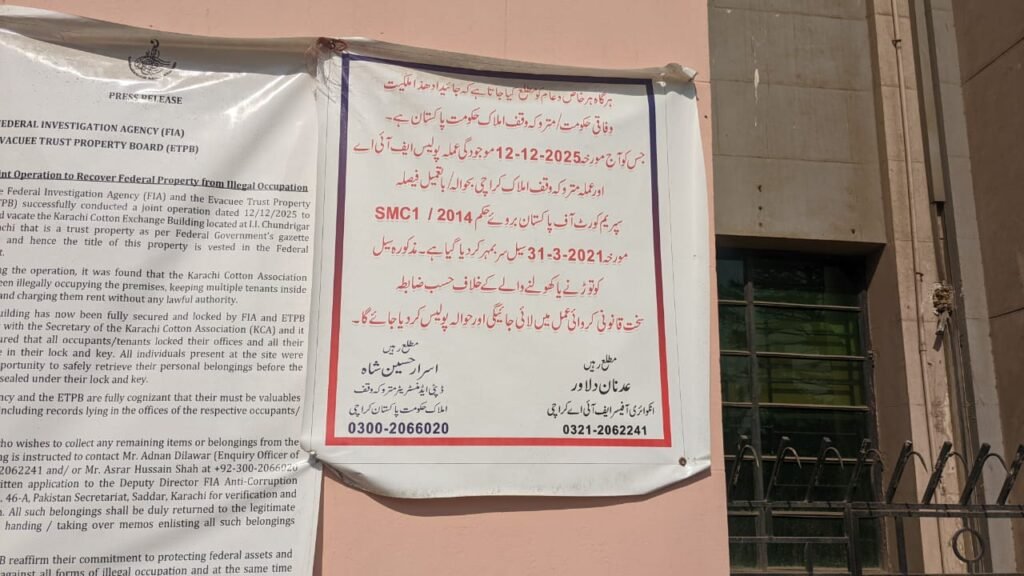 PRESS RELEASE
FEDERAL INVESTIGATION AGENCY (FIA)
EVACUEE TRUST PROPERTY BOARD (ETPB)
int Operation to Recover Federal Property from Illegal Occupation
e Federal Investigation Agency (FIA) and the Evacuee Trust Property
TPB) successfully conducted a joint operation dated 12/12/2025 to
d vacate the Karachi Cotton Exchange Building located at I.I. Chundrigar
achi that is a trust property as per Federal Government's gazette
and hence the title of this property is vested in the Federal
t.
ng the operation, it was found that the Karachi Cotton Association
een illegally occupying the premises, keeping multiple tenants inside
and charging them rent without any lawful authority.
uilding has now been fully secured and locked by FIA and ETPB
with the Secretary of the Karachi Cotton Association (KCA) and it
ured that all occupants/tenants locked their offices and all their
e in their lock and key. All individuals present at the site were
portunity to safely retrieve their personal belongings before the
sealed under their lock and key.
ncy and the ETPB are fully cognizant that their must be valuables
including records lying in the offices of the respective occupants/
ho wishes to collect any remaining items or belongings from the
ng is instructed to contact Mr. Adnan Dilawar (Enquiry Officer of
2062241 and/ or Mr. Asrar Hussain Shah at +92-300-2066020
itten application to the Deputy Director FIA Anti-Corruption
. 46-A, Pakistan Secretariat, Saddar, Karachi for verification and
n. All such belongings shall be duly returned to the legitimate
handing / taking over memos enlisting all such belongings
B reaffirm their commitment to protecting federal assets and
against all forms of illegal occupation and at the same time
ہرگاہ ہر خاص و عام کو مطلع کیا جاتا ہے کہ جائیداد ھذا ملکیت
وفاقی حکومت/متروکہ وقف املاک حکومت پاکستان ہے۔
جس کو آج مورخہ 12-12-2025 موجودگی عملہ پولیس ایف آئی اے
اور عملہ متروکہ وقف املاک کراچی بحوالہ/باتعمیل فیصلہ
سپریم کورٹ آف پاکستان بروئے حکم SMC1 / 2014
مورخہ 31-3-2021 سیل سر بمہر کر دیا گیا ہے۔ مذکورہ سیل
کو توڑنے یا کھولنے والے کے خلاف حسب ضابطہ
سخت قانونی کروائی عمل میں لائی جائیگی اور حوالہ پولیس کر دیا جائے گا۔
مطلع رہیں
عدنان دلاور
انکوائری آفیسر ایف آئی اے کراچی
0321-2062241
مطلع رہیں
اسرار حسین شاہ
ڈپٹی ایڈمنسٹریٹر متروکہ وقف
املاک حکومت پاکستان کراچی
0300-2066020